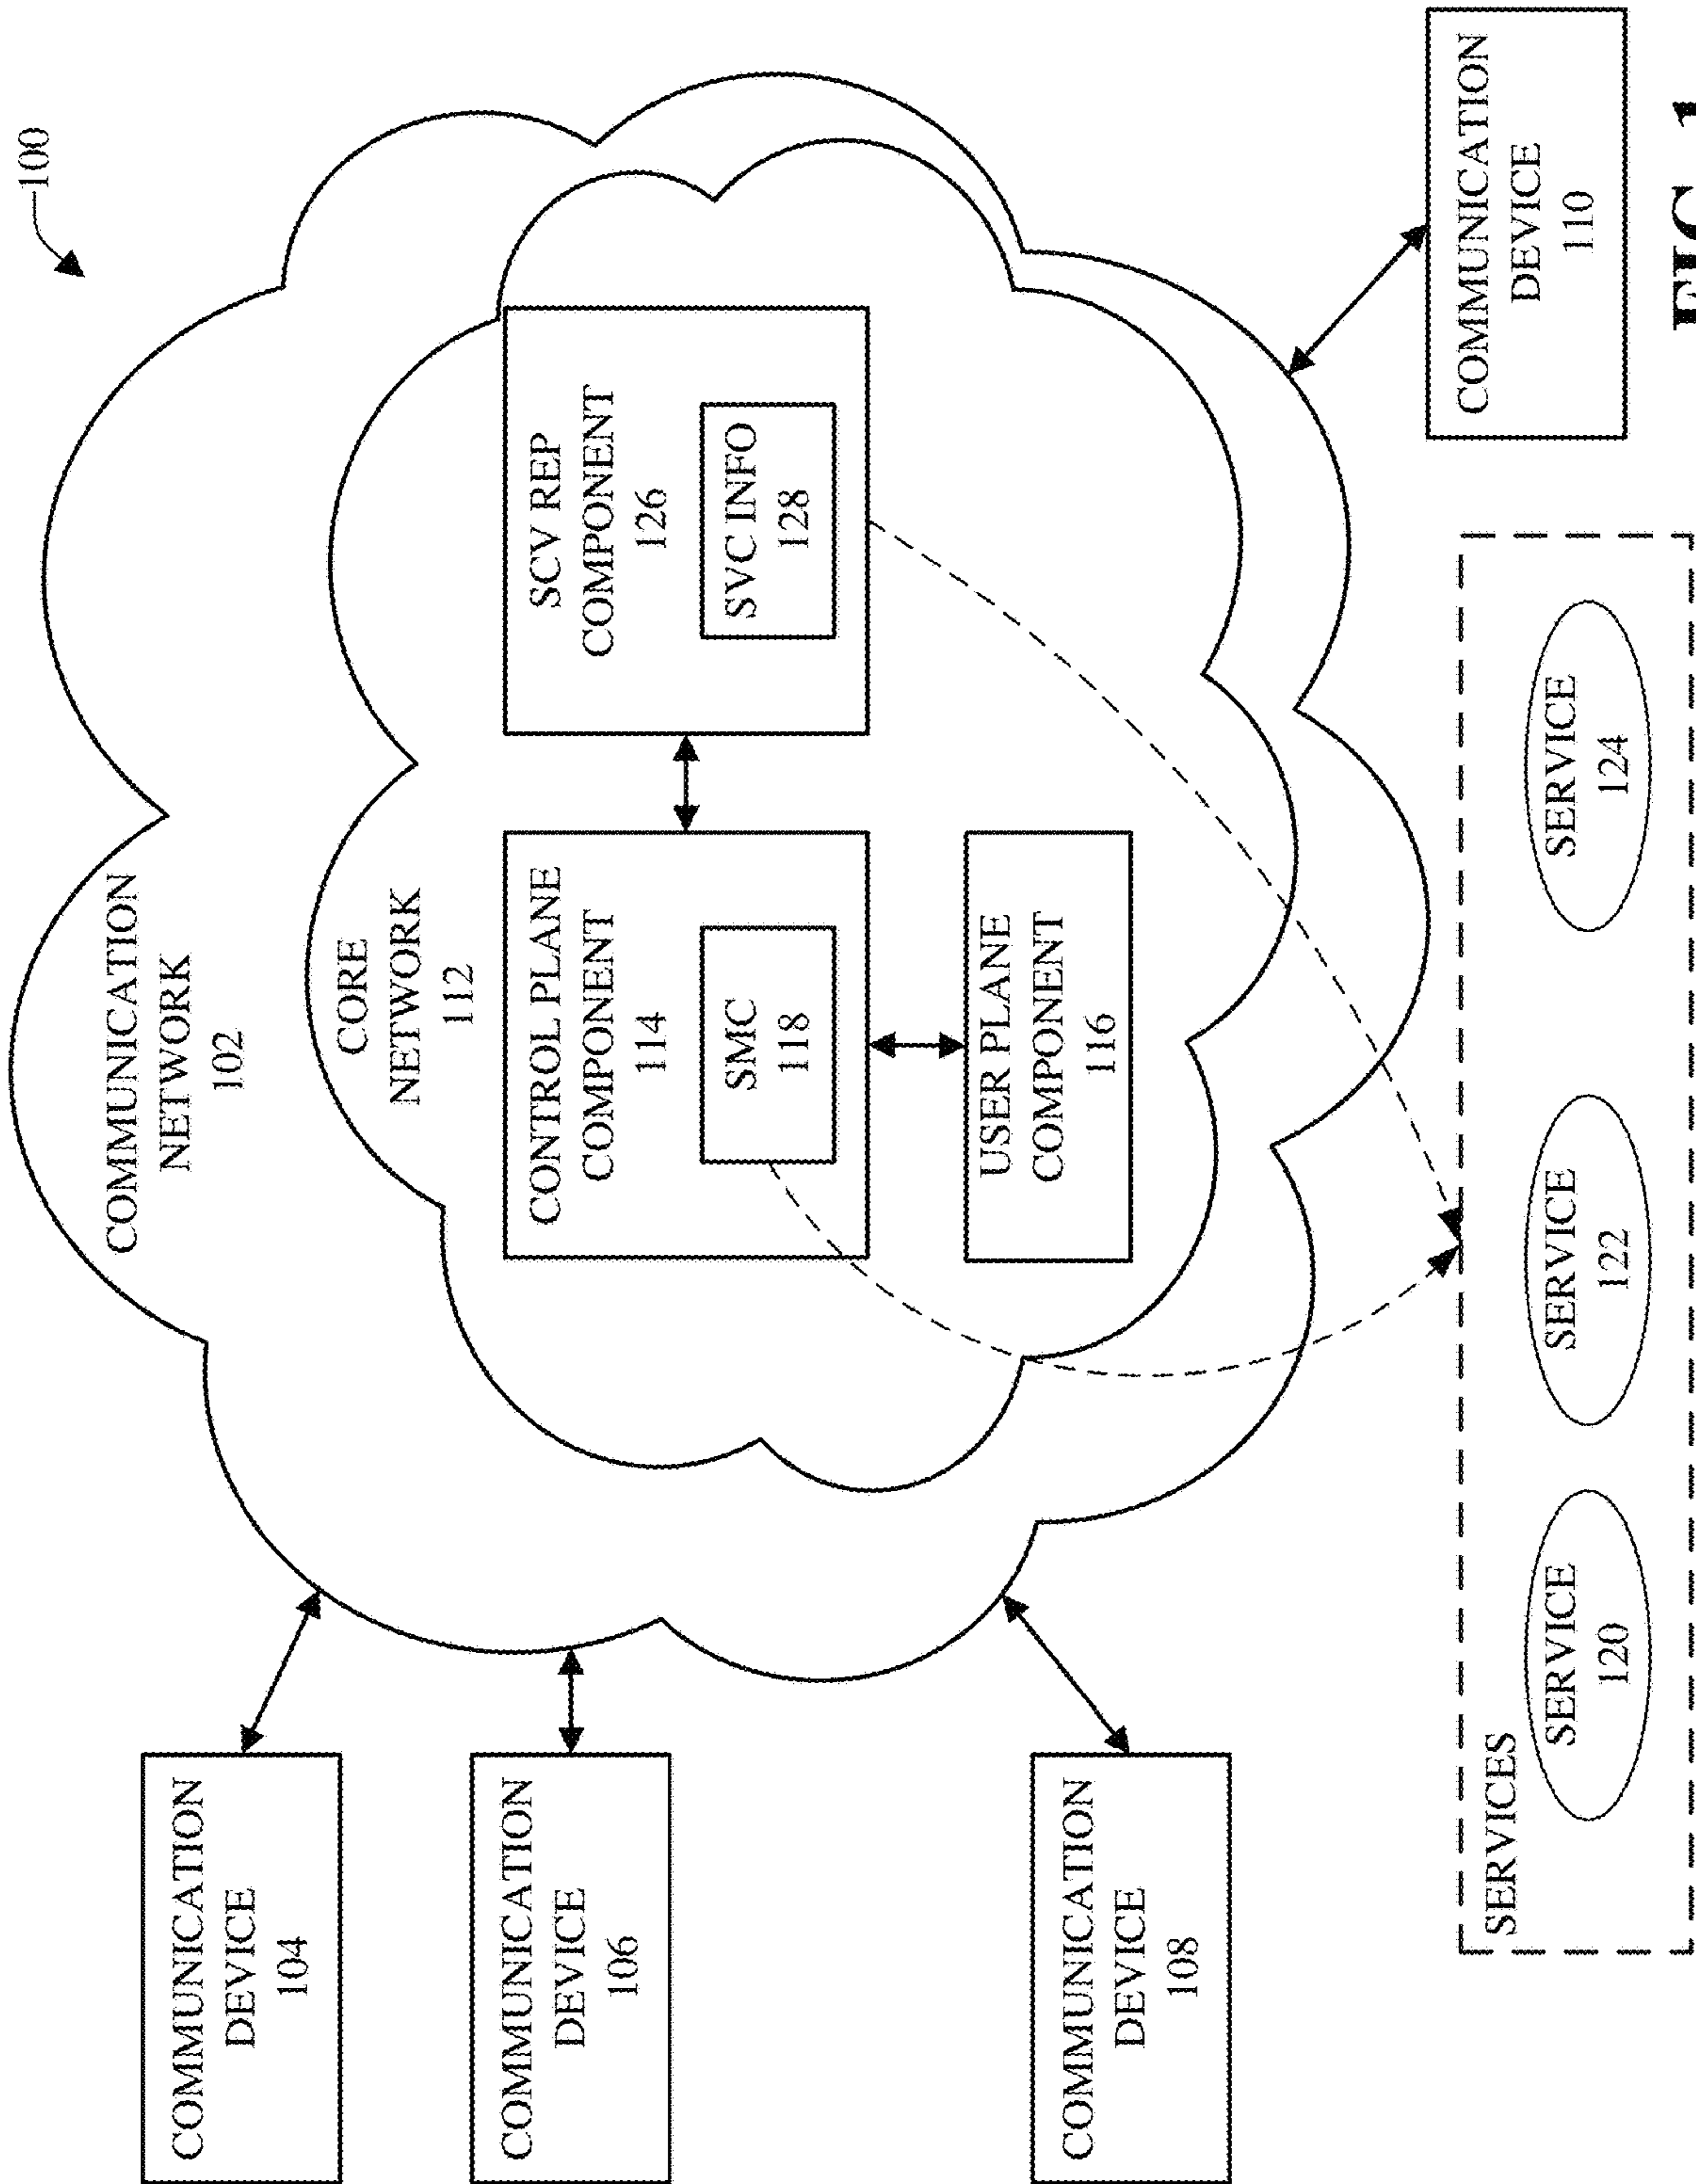 100
COMMUNICATION
NETWORK
102
CORE
NETWORK
112
COMMUNICATION
DEVICE
104
COMMUNICATION
DEVICE
106
COMMUNICATION
DEVICE
108
CONTROL PLANE
COMPONENT
114
SMC
118
SCV REP
COMPONENT
126
SVC INFO
128
USER PLANE
COMPONENT
116
SERVICES
SERVICE
120
SERVICE
122
SERVICE
124
COMMUNICATION
DEVICE
110
FIG. 1